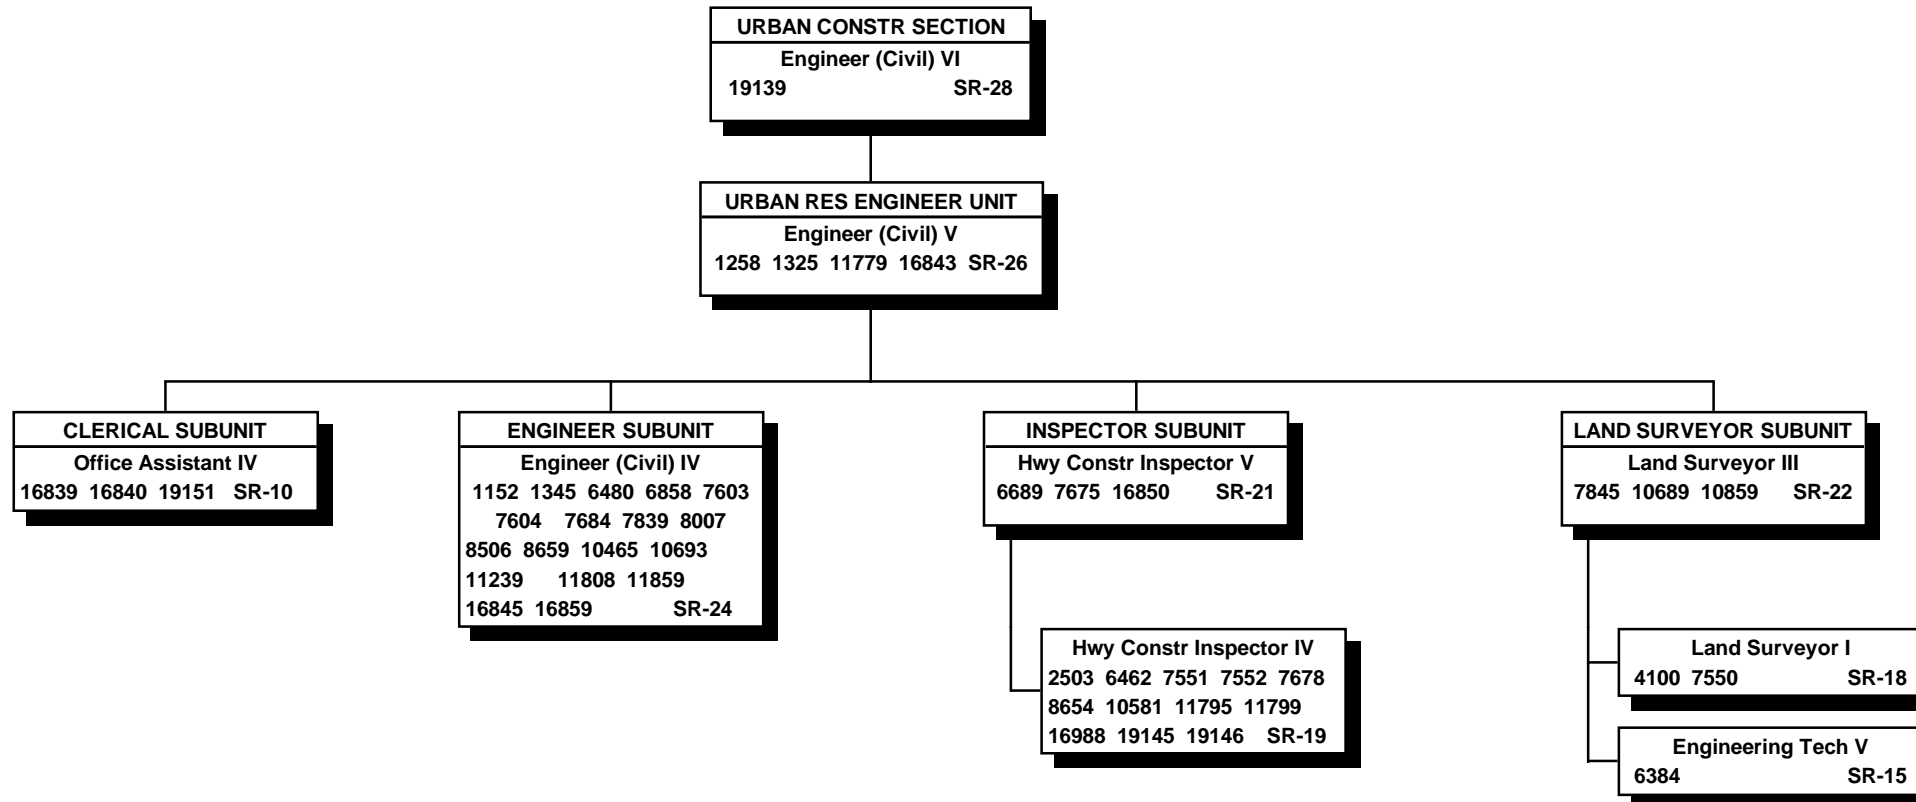 URBAN CONSTR SECTION
Engineer (Civil) VI
19139 SR-28
URBAN RES ENGINEER UNIT
Engineer (Civil) V
1258 1325 11779 16843 SR-26
CLERICAL SUBUNIT
Office Assistant IV
16839 16840 19151 SR-10
ENGINEER SUBUNIT
Engineer (Civil) IV
1152 1345 6480 6858 7603
7604 7684 7839 8007
8506 8659 10465 10693
11239 11808 11859
16845 16859 SR-24
INSPECTOR SUBUNIT
Hwy Constr Inspector V
6689 7675 16850 SR-21
Hwy Constr Inspector IV
2503 6462 7551 7552 7678
8654 10581 11795 11799
16988 19145 19146 SR-19
LAND SURVEYOR SUBUNIT
Land Surveyor III
7845 10689 10859 SR-22
Land Surveyor I
4100 7550 SR-18
Engineering Tech V
6384 SR-15